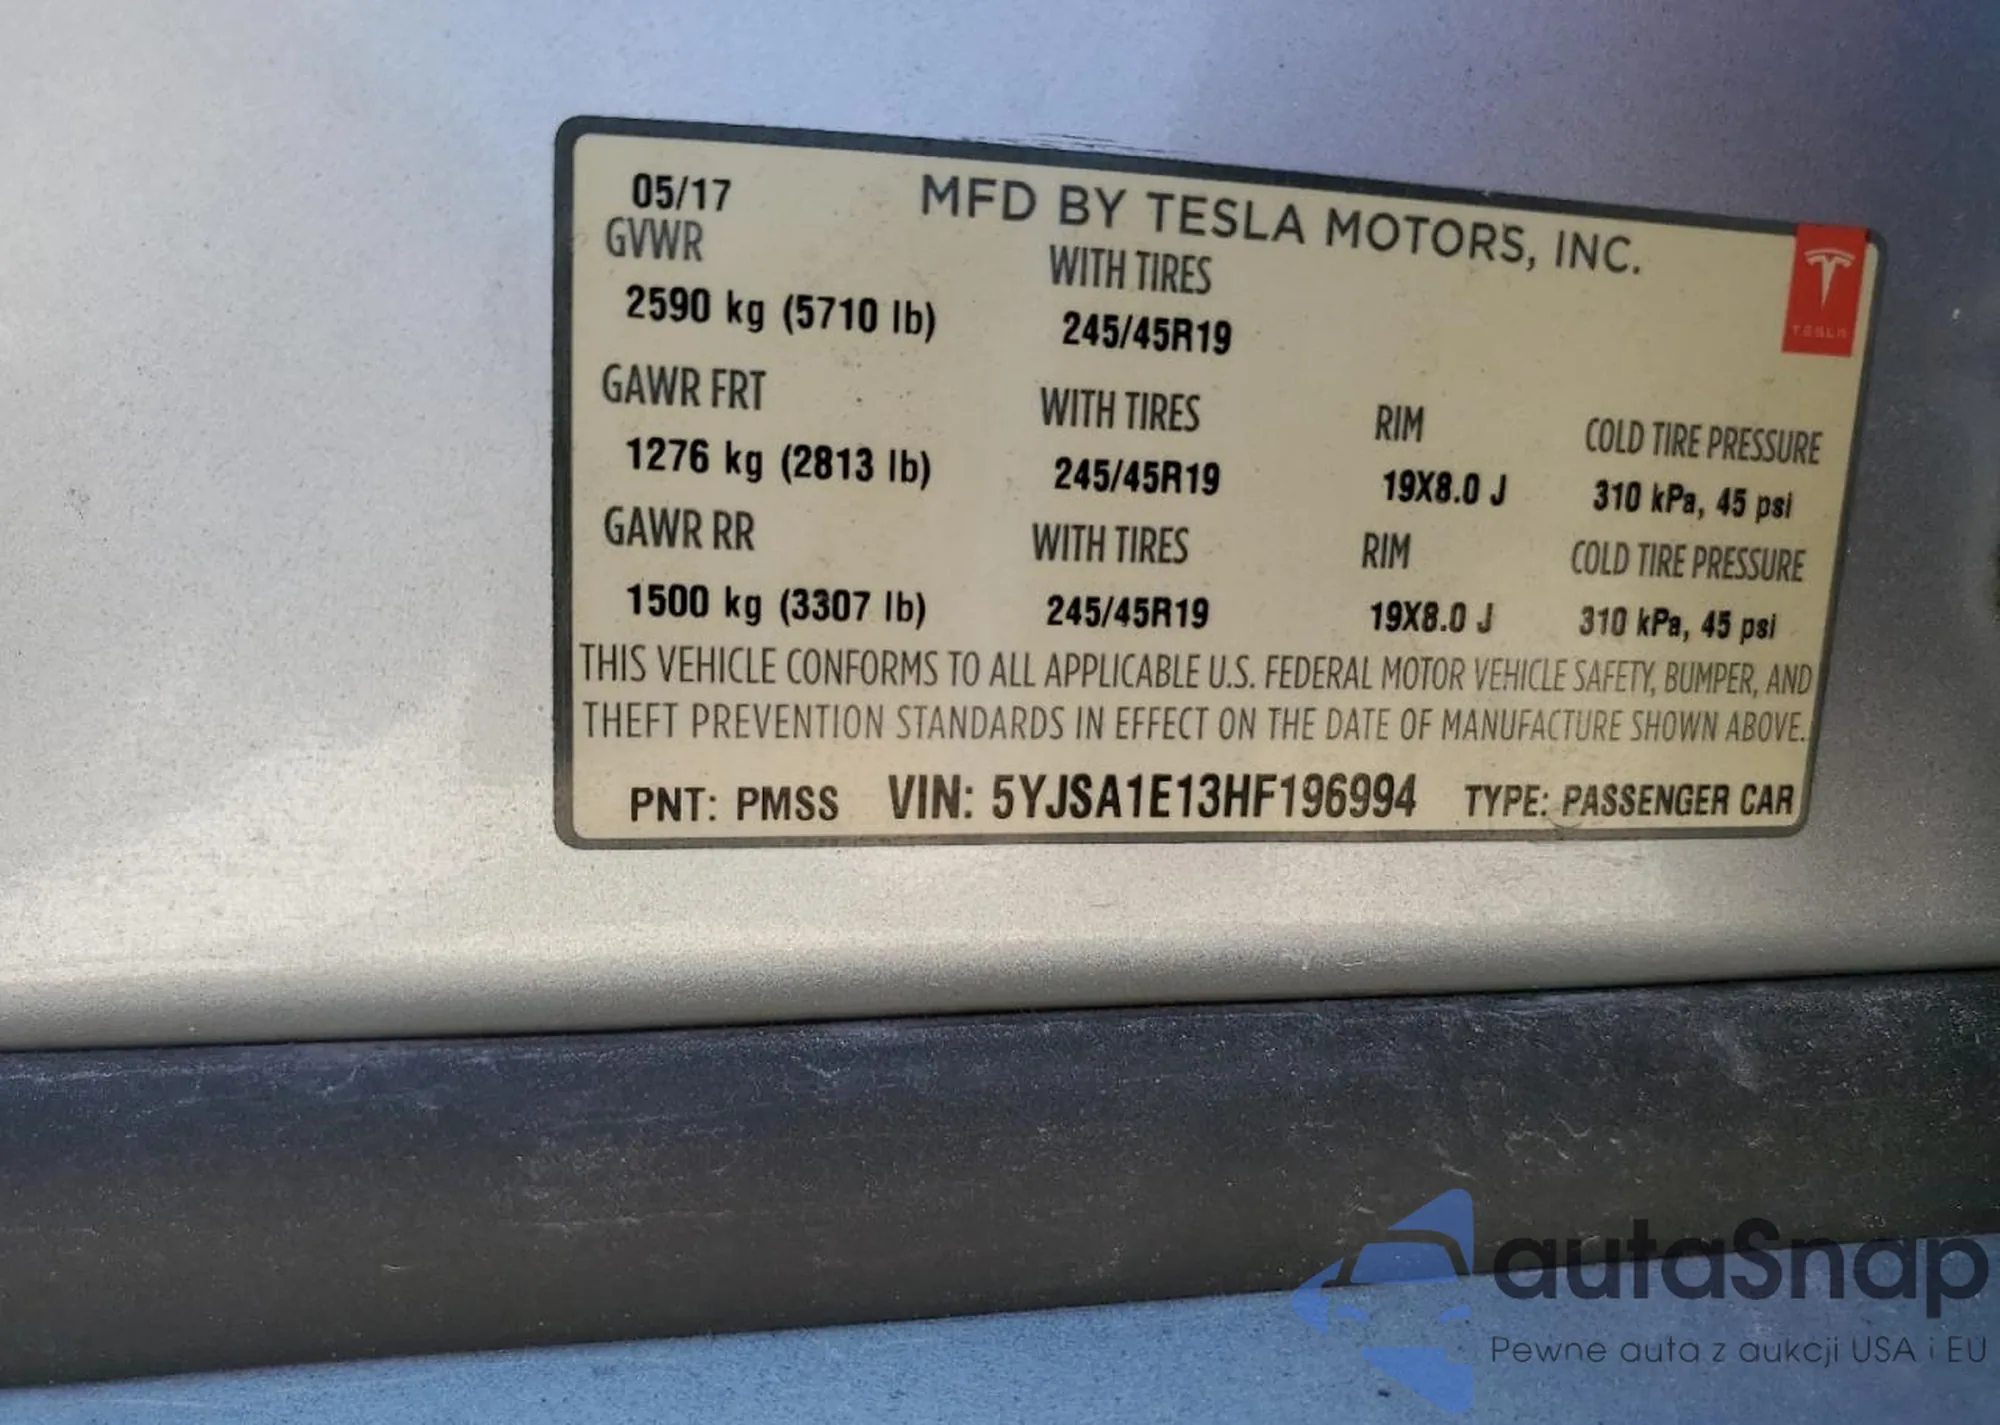 05/17 MFD BY TESLA MOTORS, INC.
GVWR WITH TIRES
2590 kg (5710 lb) 245/45R19
TESLA
GAWR FRT WITH TIRES RIM COLD TIRE PRESSURE
1276 kg (2813 lb) 245/45R19 19X8.0 J 310 kPa, 45 psi
GAWR RR WITH TIRES RIM COLD TIRE PRESSURE
1500 kg (3307 lb) 245/45R19 19X8.0 J 310 kPa, 45 psi
THIS VEHICLE CONFORMS TO ALL APPLICABLE U.S. FEDERAL MOTOR VEHICLE SAFETY, BUMPER, AND
THEFT PREVENTION STANDARDS IN EFFECT ON THE DATE OF MANUFACTURE SHOWN ABOVE.
PNT: PMSS VIN: 5YJSA1E13HF196994 TYPE: PASSENGER CAR
autaSnap
Pewne auta z aukcji USA i EU